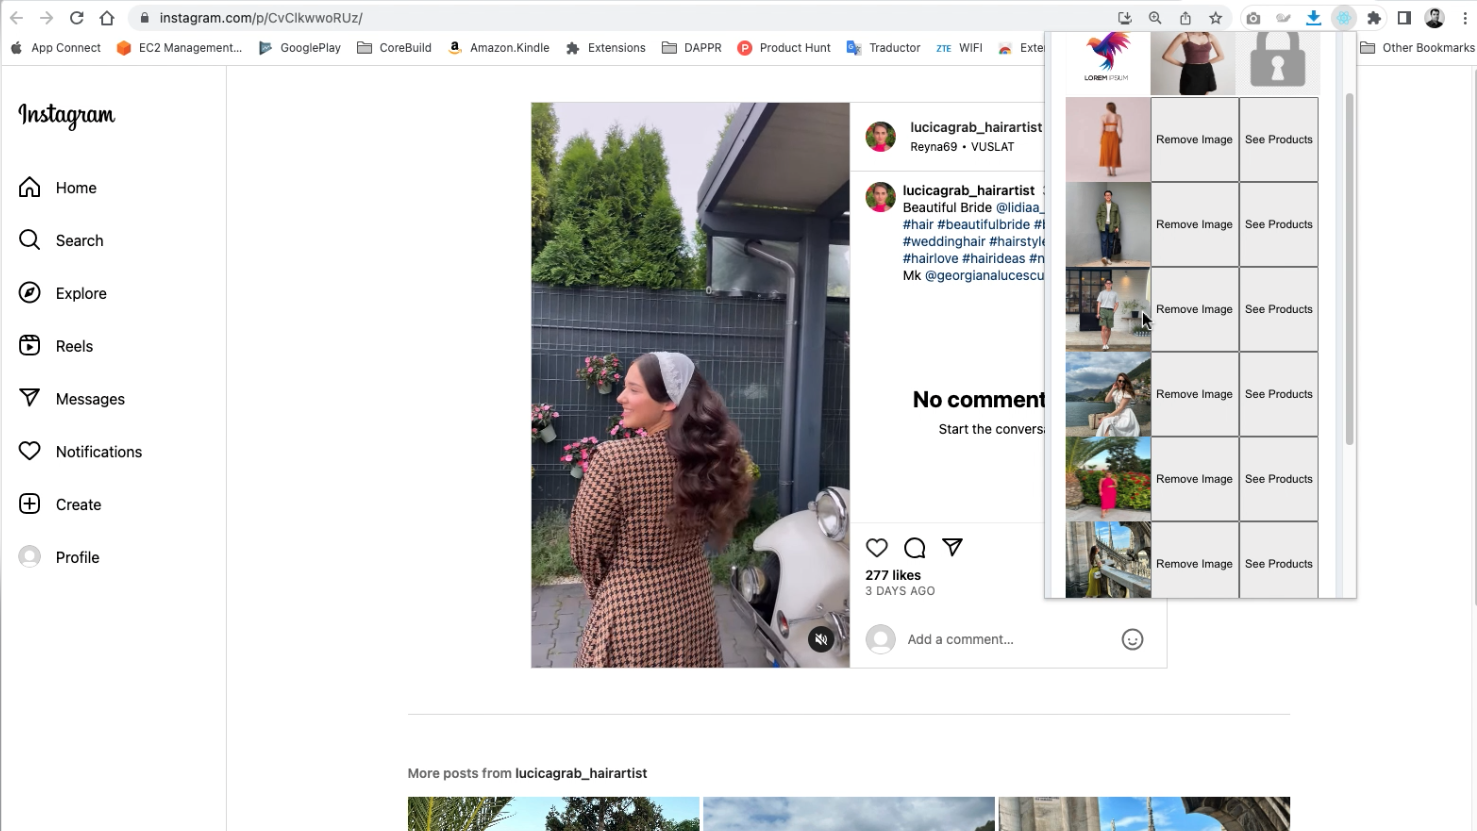 instagram.com/p/CvClkwwoRUz/
App Connect
EC2 Management...
GooglePlay
CoreBuild
Amazon.Kindle
Extensions
DAPPR
Product Hunt
Traductor
ZTE WIFI
Exte
Other Bookmarks
Instagram
Home
Search
Explore
Reels
Messages
Notifications
Create
Profile
lucicagrab_hairartist
Reyna69 • VUSLAT
lucicagrab_hairartist 3
Beautiful Bride @lidiaa_
#hair #beautifulbride #b
#weddinghair #hairstyle
#hairlove #hairideas #n
Mk @georgianalucescu
No comment
Start the conversa
277 likes
3 DAYS AGO
Add a comment...
LOREM IPSUM
Remove Image See Products
Remove Image See Products
Remove Image See Products
Remove Image See Products
Remove Image See Products
Remove Image See Products
More posts from lucicagrab_hairartist